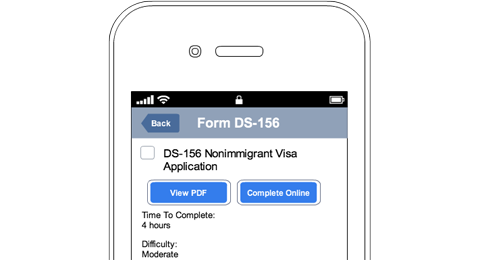 Back
Form DS-156
DS-156 Nonimmigrant Visa
Application
View PDF
Complete Online
Time To Complete:
4 hours
Difficulty:
Moderate